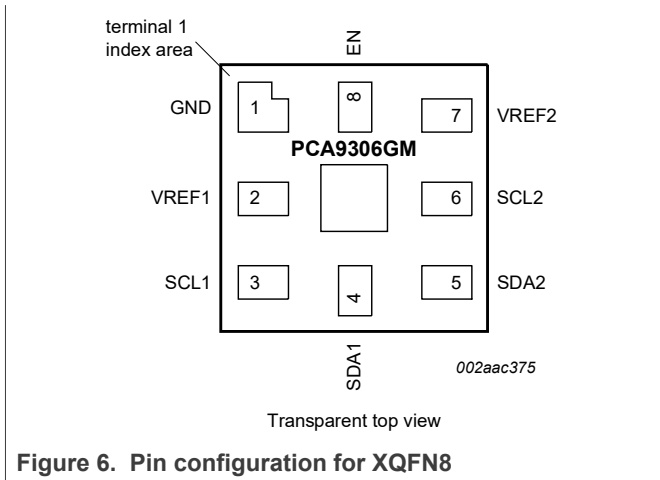 terminal 1
index area
EN
GND
1
8
7
VREF2
PCA9306GM
VREF1
2
6
SCL2
SCL1
3
4
5
SDA2
SDA1
002aac375
Transparent top view
Figure 6. Pin configuration for XQFN8